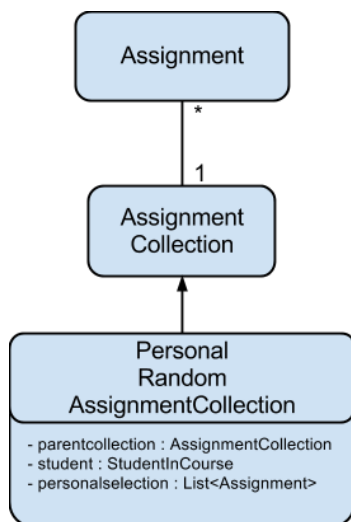 Assignment
*
1
Assignment
Collection
Personal
Random
AssignmentCollection
- parentcollection : AssignmentCollection
- student : StudentInCourse
- personalselection : List<Assignment>